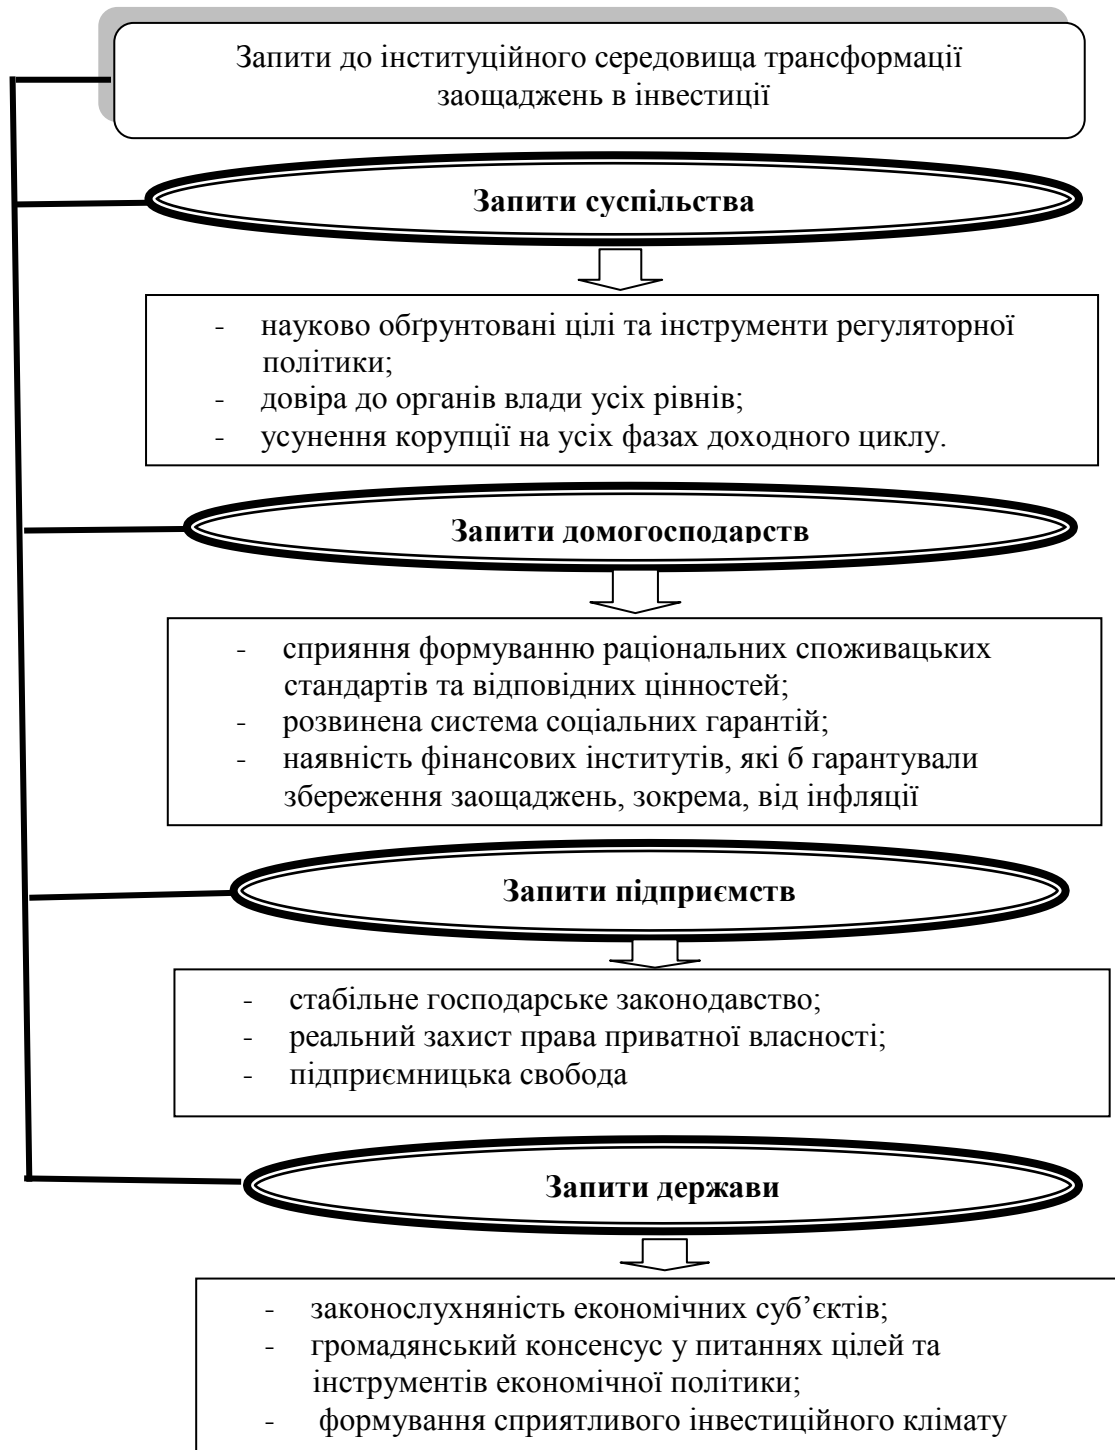 Запити до інституційного середовища трансформації
заощаджень в інвестиції
Запити суспільства
- науково обґрунтовані цілі та інструменти регуляторної
політики;
- довіра до органів влади усіх рівнів;
- усунення корупції на усіх фазах доходного циклу.
Запити домогосподарств
- сприяння формуванню раціональних споживацьких
стандартів та відповідних цінностей;
- розвинена система соціальних гарантій;
- наявність фінансових інститутів, які б гарантували
збереження заощаджень, зокрема, від інфляції
Запити підприємств
- стабільне господарське законодавство;
- реальний захист права приватної власності;
- підприємницька свобода
Запити держави
- законослухняність економічних суб’єктів;
- громадянський консенсус у питаннях цілей та
інструментів економічної політики;
- формування сприятливого інвестиційного клімату